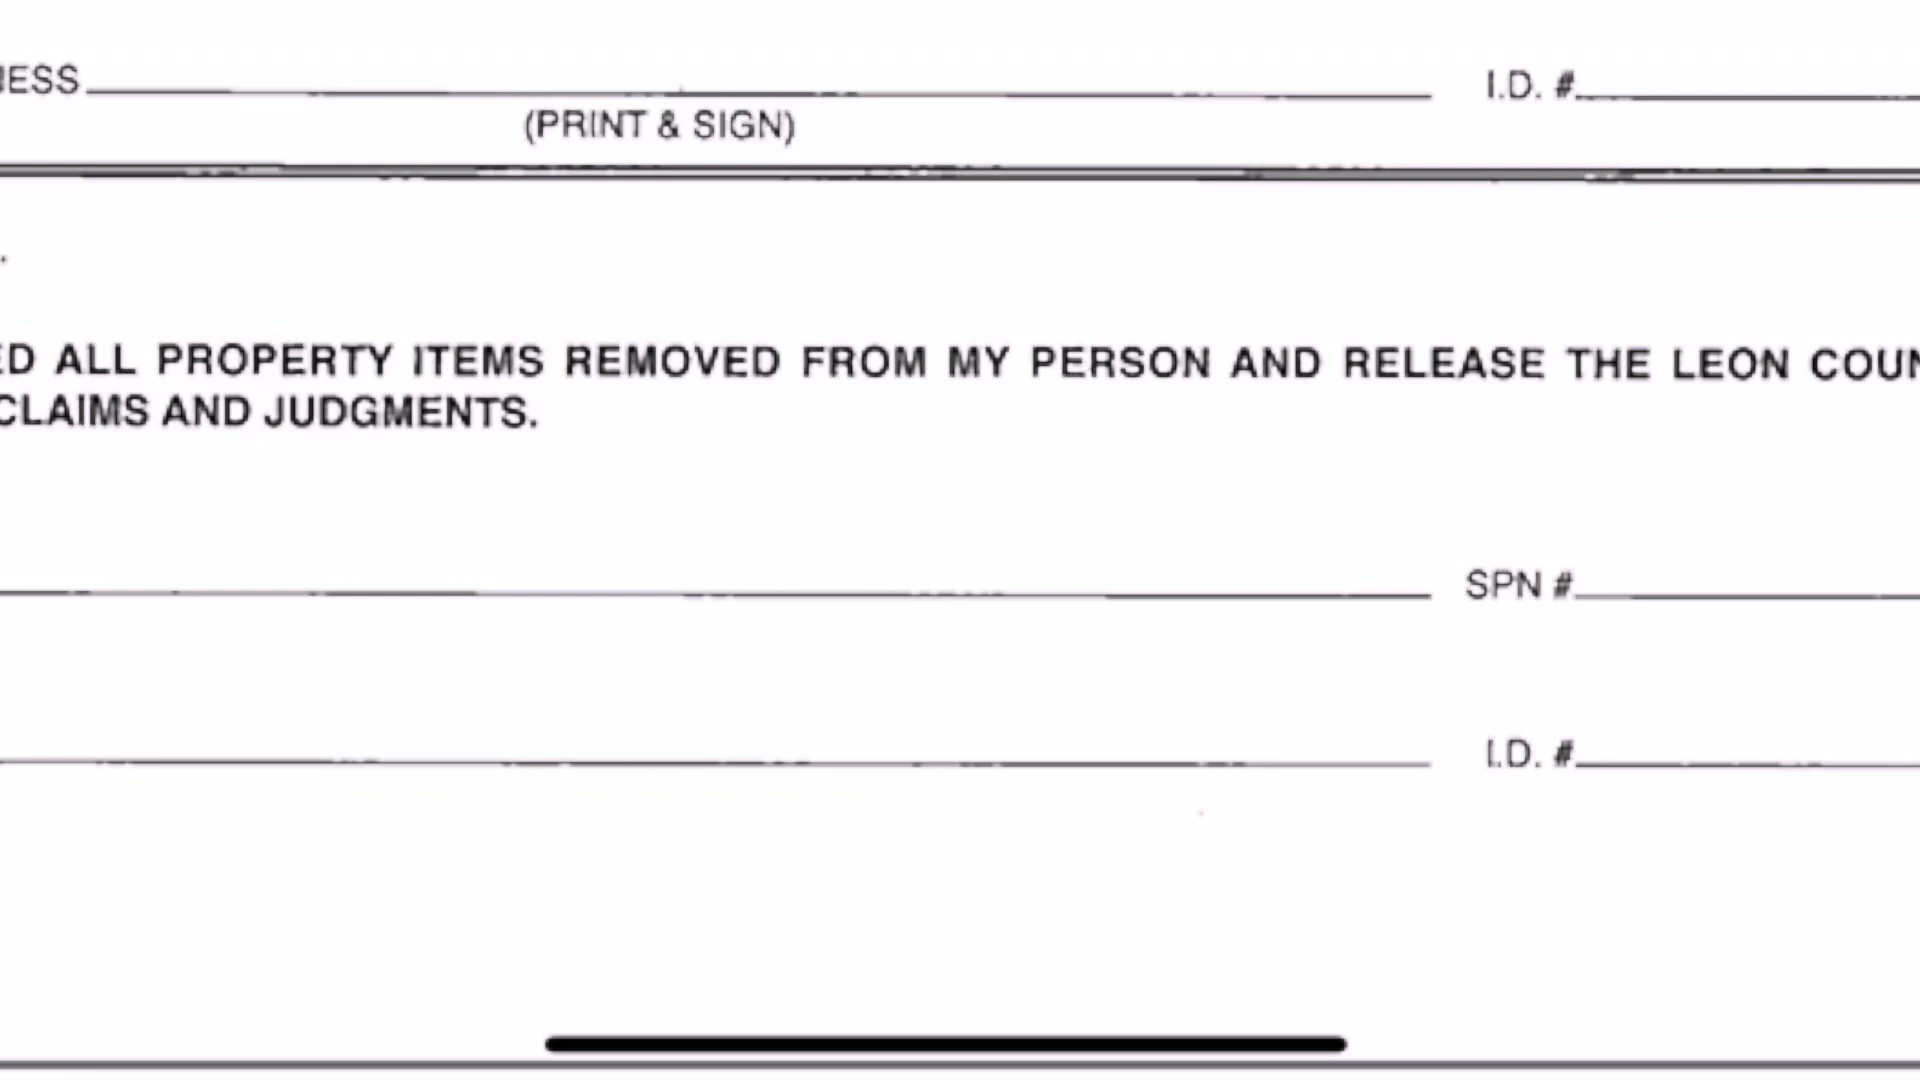 NESS I.D. #
(PRINT & SIGN)
.
ED ALL PROPERTY ITEMS REMOVED FROM MY PERSON AND RELEASE THE LEON COUN
CLAIMS AND JUDGMENTS.
SPN #
I.D. #